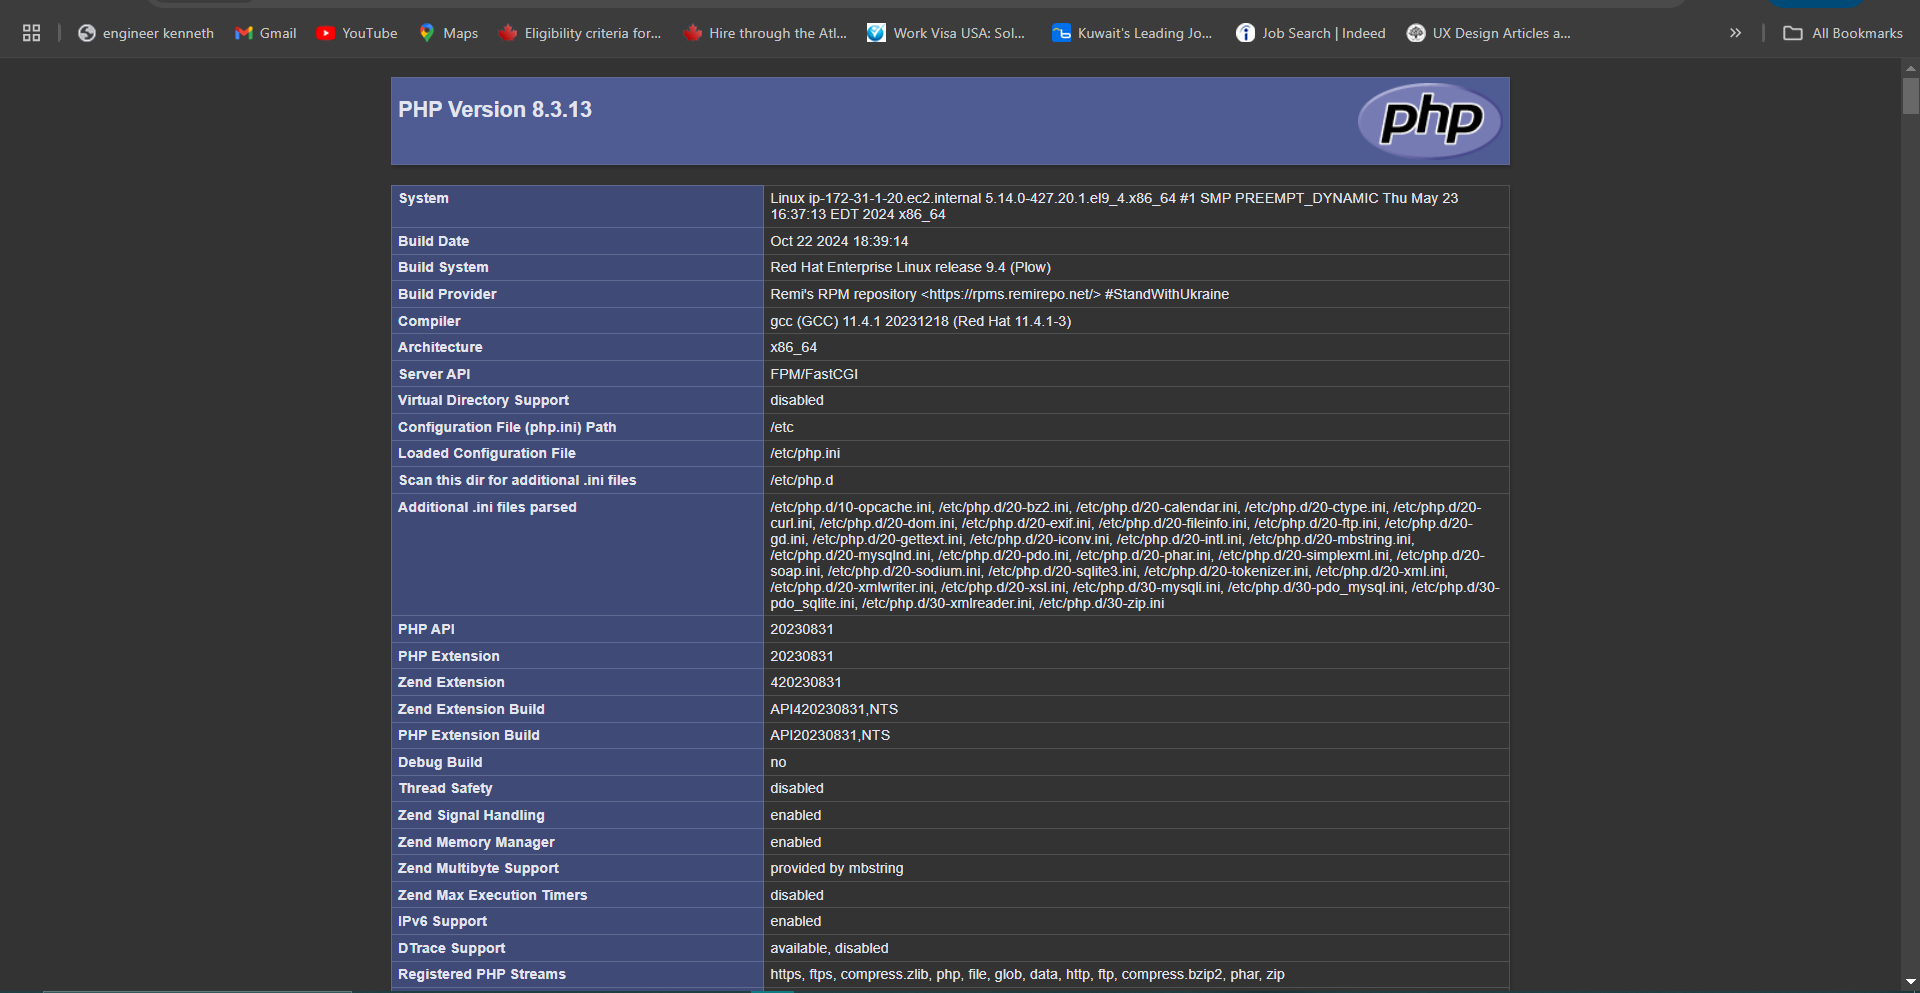 engineer kenneth
Gmail
YouTube
Maps
Eligibility criteria for...
Hire through the Atl...
Work Visa USA: Sol...
Kuwait's Leading Jo...
Job Search | Indeed
UX Design Articles a...
»
All Bookmarks
PHP Version 8.3.13
php
System
Linux ip-172-31-1-20.ec2.internal 5.14.0-427.20.1.el9_4.x86_64 #1 SMP PREEMPT_DYNAMIC Thu May 23
16:37:13 EDT 2024 x86_64
Build Date
Oct 22 2024 18:39:14
Build System
Red Hat Enterprise Linux release 9.4 (Plow)
Build Provider
Remi's RPM repository <https://rpms.remirepo.net/> #StandWithUkraine
Compiler
gcc (GCC) 11.4.1 20231218 (Red Hat 11.4.1-3)
Architecture
x86_64
Server API
FPM/FastCGI
Virtual Directory Support
disabled
Configuration File (php.ini) Path
/etc
Loaded Configuration File
/etc/php.ini
Scan this dir for additional .ini files
/etc/php.d
Additional .ini files parsed
/etc/php.d/10-opcache.ini, /etc/php.d/20-bz2.ini, /etc/php.d/20-calendar.ini, /etc/php.d/20-ctype.ini, /etc/php.d/20-
curl.ini, /etc/php.d/20-dom.ini, /etc/php.d/20-exif.ini, /etc/php.d/20-fileinfo.ini, /etc/php.d/20-ftp.ini, /etc/php.d/20-
gd.ini, /etc/php.d/20-gettext.ini, /etc/php.d/20-iconv.ini, /etc/php.d/20-intl.ini, /etc/php.d/20-mbstring.ini,
/etc/php.d/20-mysqlnd.ini, /etc/php.d/20-pdo.ini, /etc/php.d/20-phar.ini, /etc/php.d/20-simplexml.ini, /etc/php.d/20-
soap.ini, /etc/php.d/20-sodium.ini, /etc/php.d/20-sqlite3.ini, /etc/php.d/20-tokenizer.ini, /etc/php.d/20-xml.ini,
/etc/php.d/20-xmlwriter.ini, /etc/php.d/20-xsl.ini, /etc/php.d/30-mysqli.ini, /etc/php.d/30-pdo_mysql.ini, /etc/php.d/30-
pdo_sqlite.ini, /etc/php.d/30-xmlreader.ini, /etc/php.d/30-zip.ini
PHP API
20230831
PHP Extension
20230831
Zend Extension
420230831
Zend Extension Build
API420230831,NTS
PHP Extension Build
API20230831,NTS
Debug Build
no
Thread Safety
disabled
Zend Signal Handling
enabled
Zend Memory Manager
enabled
Zend Multibyte Support
provided by mbstring
Zend Max Execution Timers
disabled
IPv6 Support
enabled
DTrace Support
available, disabled
Registered PHP Streams
https, ftps, compress.zlib, php, file, glob, data, http, ftp, compress.bzip2, phar, zip